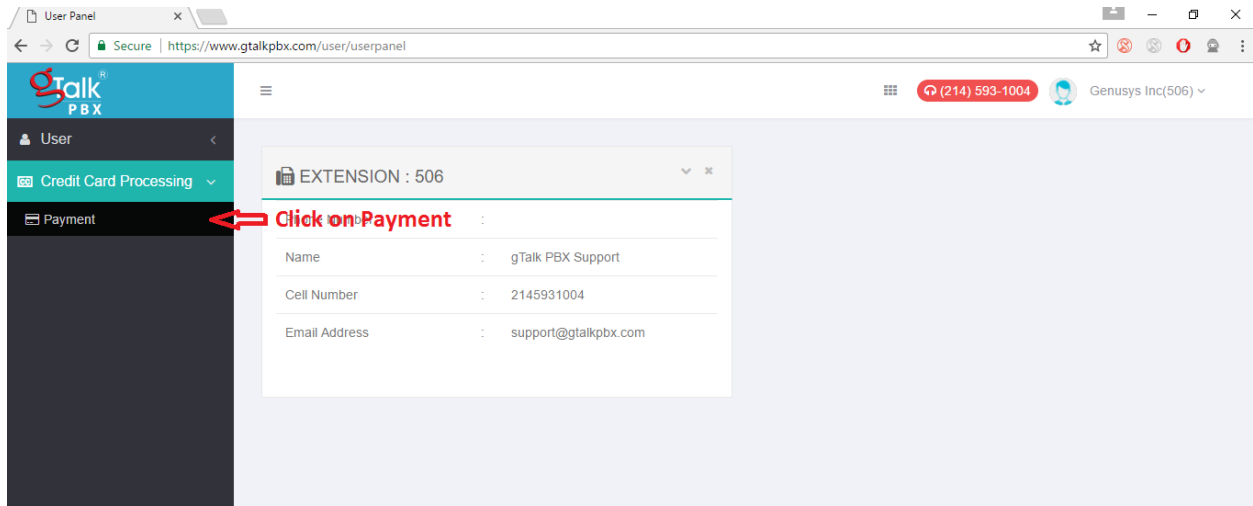 User Panel
Secure | https://www.gtalkpbx.com/user/userpanel
gTalk®
PBX
(214) 593-1004
Genusys Inc(506)
User
Credit Card Processing
Payment
EXTENSION : 506
Click on Payment
Phone Number :
Name : gTalk PBX Support
Cell Number : 2145931004
Email Address : support@gtalkpbx.com